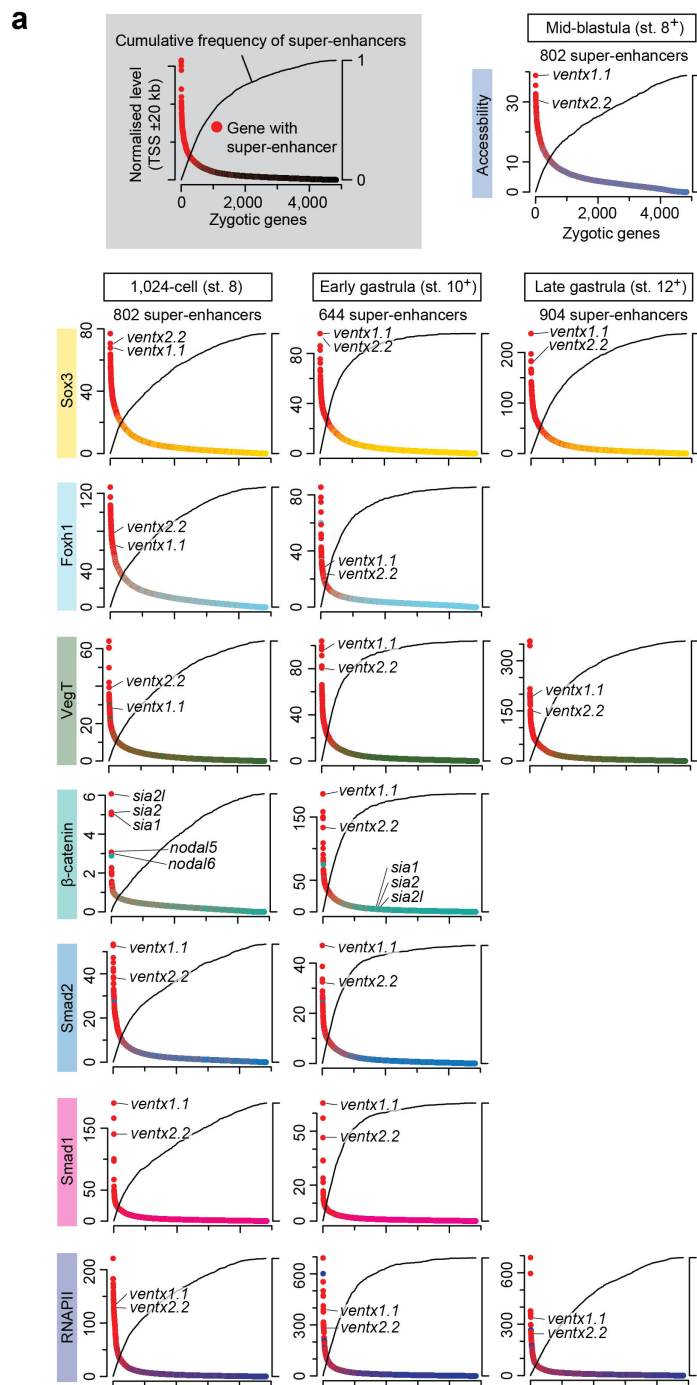 a
Cumulative frequency of super-enhancers
Normalised level
(TSS ±20 kb)
Gene with
super-enhancer
1
0
0
2,000
4,000
Zygotic genes
Mid-blastula (st. 8+)
802 super-enhancers
Accessbility
30
10
0
ventx1.1
ventx2.2
0
2,000
4,000
Zygotic genes
1,024-cell (st. 8)
802 super-enhancers
Early gastrula (st. 10+)
644 super-enhancers
Late gastrula (st. 12+)
904 super-enhancers
Sox3
80
40
0
ventx2.2
ventx1.1
80
40
0
ventx1.1
ventx2.2
200
100
0
ventx1.1
ventx2.2
Foxh1
120
80
40
0
ventx2.2
ventx1.1
80
40
0
ventx1.1
ventx2.2
VegT
60
40
20
0
ventx2.2
ventx1.1
80
40
0
ventx1.1
ventx2.2
300
150
0
ventx1.1
ventx2.2
β-catenin
6
4
2
0
sia2l
sia2
sia1
nodal5
nodal6
150
50
0
ventx1.1
ventx2.2
sia1
sia2
sia2l
Smad2
40
20
0
ventx1.1
ventx2.2
40
20
0
ventx1.1
ventx2.2
Smad1
150
50
0
ventx1.1
ventx2.2
50
20
0
ventx1.1
ventx2.2
RNAPII
200
100
0
ventx1.1
ventx2.2
600
300
0
ventx1.1
ventx2.2
600
300
0
ventx1.1
ventx2.2